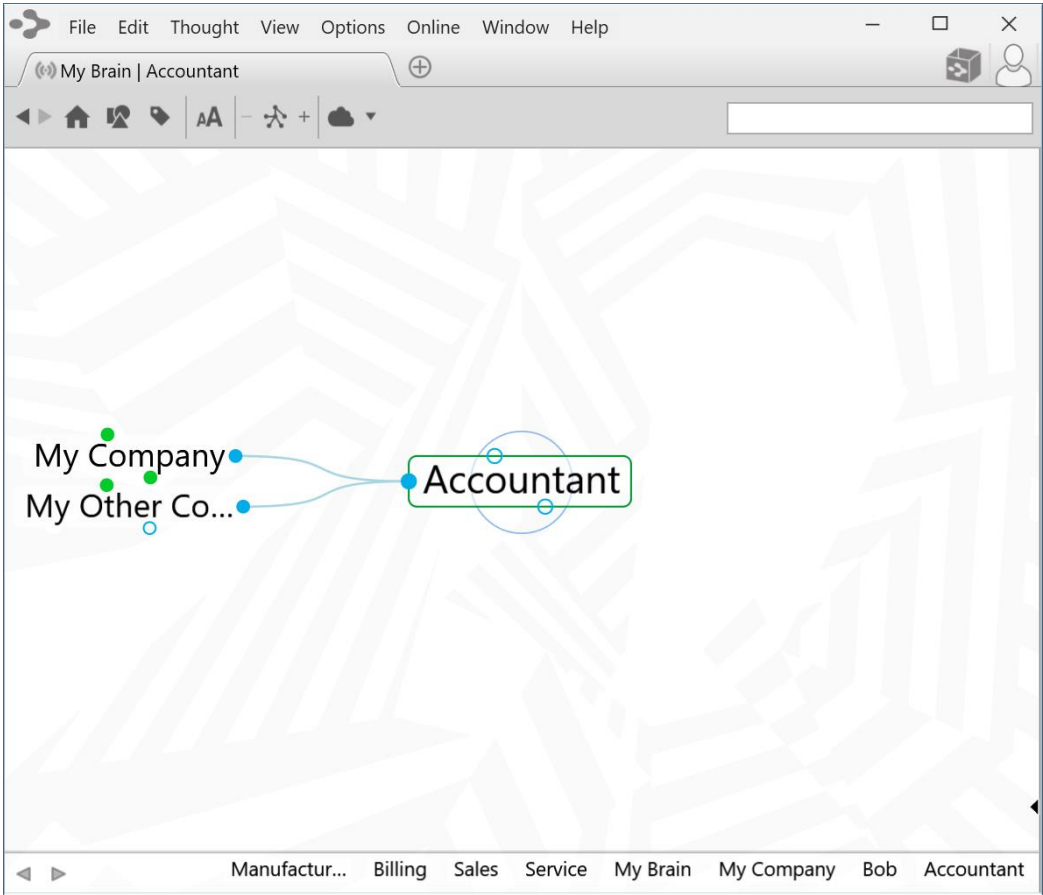 File Edit Thought View Options Online Window Help
My Brain | Accountant
AA
My Company
Accountant
My Other Co...
Manufactur... Billing Sales Service My Brain My Company Bob Accountant